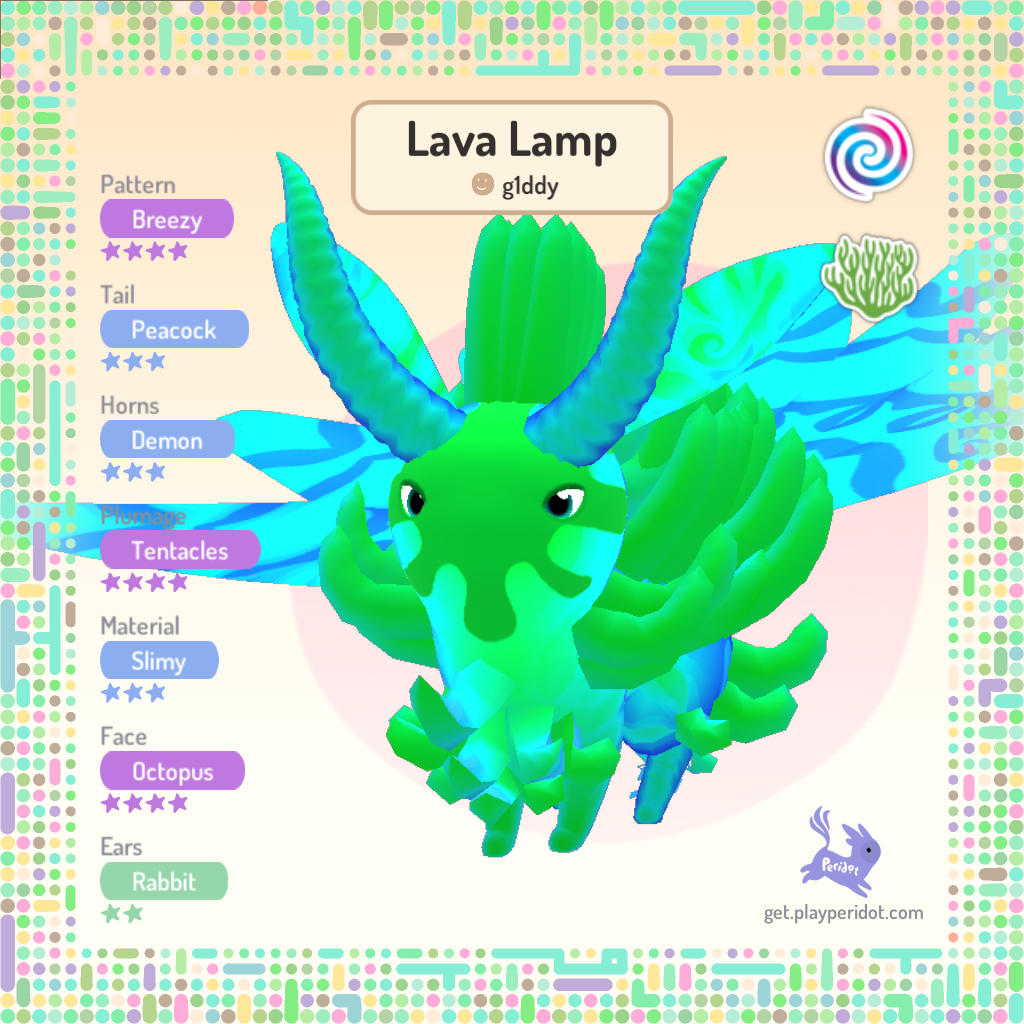 Lava Lamp
g1ddy
Pattern
Breezy
Tail
Peacock
Horns
Demon
Plumage
Tentacles
Material
Slimy
Face
Octopus
Ears
Rabbit
Peridot
get.playperidot.com